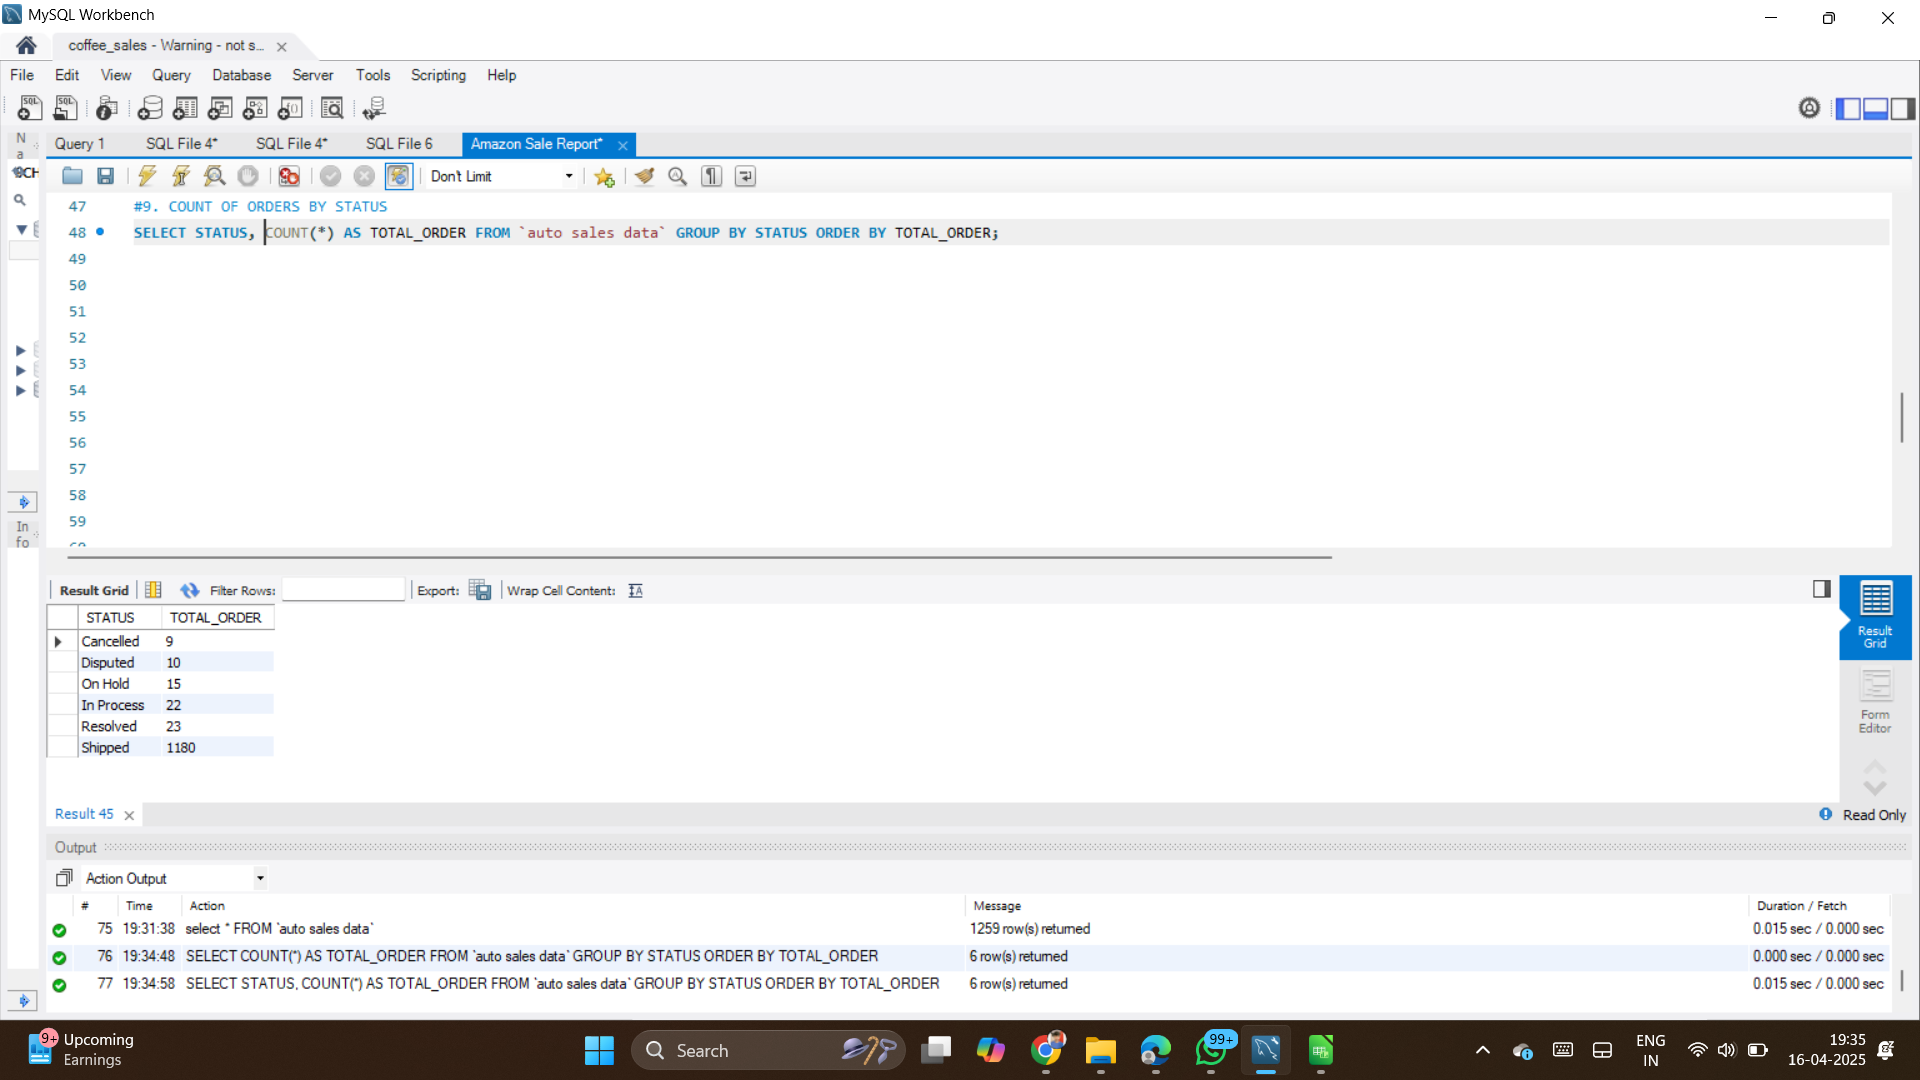 MySQL Workbench
coffee_sales - Warning - not s...
File Edit View Query Database Server Tools Scripting Help
Query 1 SQL File 4* SQL File 4* SQL File 6 Amazon Sale Report*
Na
SCH
Don't Limit
47 #9. COUNT OF ORDERS BY STATUS
48 SELECT STATUS, COUNT(*) AS TOTAL_ORDER FROM `auto sales data` GROUP BY STATUS ORDER BY TOTAL_ORDER;
49
50
51
52
53
54
55
56
57
58
59
60
Info
Result Grid Filter Rows: Export: Wrap Cell Content:
STATUS TOTAL_ORDER
Cancelled 9
Disputed 10
On Hold 15
In Process 22
Resolved 23
Shipped 1180
Result Grid
Form Editor
Result 45 Read Only
Output
Action Output
# Time Action Message Duration / Fetch
75 19:31:38 select * FROM `auto sales data` 1259 row(s) returned 0.015 sec / 0.000 sec
76 19:34:48 SELECT COUNT(*) AS TOTAL_ORDER FROM `auto sales data` GROUP BY STATUS ORDER BY TOTAL_ORDER 6 row(s) returned 0.000 sec / 0.000 sec
77 19:34:58 SELECT STATUS, COUNT(*) AS TOTAL_ORDER FROM `auto sales data` GROUP BY STATUS ORDER BY TOTAL_ORDER 6 row(s) returned 0.015 sec / 0.000 sec
9+ Upcoming
Earnings
Search
99+
ENG
IN
19:35
16-04-2025